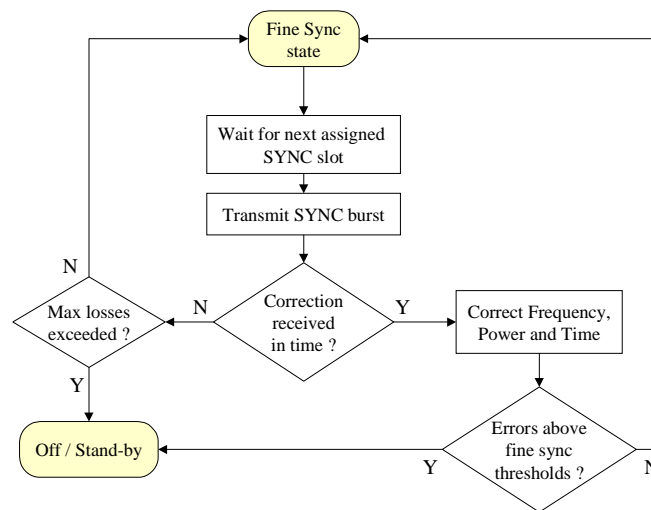 Fine Sync
state
Wait for next assigned
SYNC slot
Transmit SYNC burst
N
Max losses
exceeded ?
N
Correction
received
in time ?
Y
Correct Frequency,
Power and Time
Y
Off / Stand-by
Y
Errors above
fine sync
thresholds ?
N